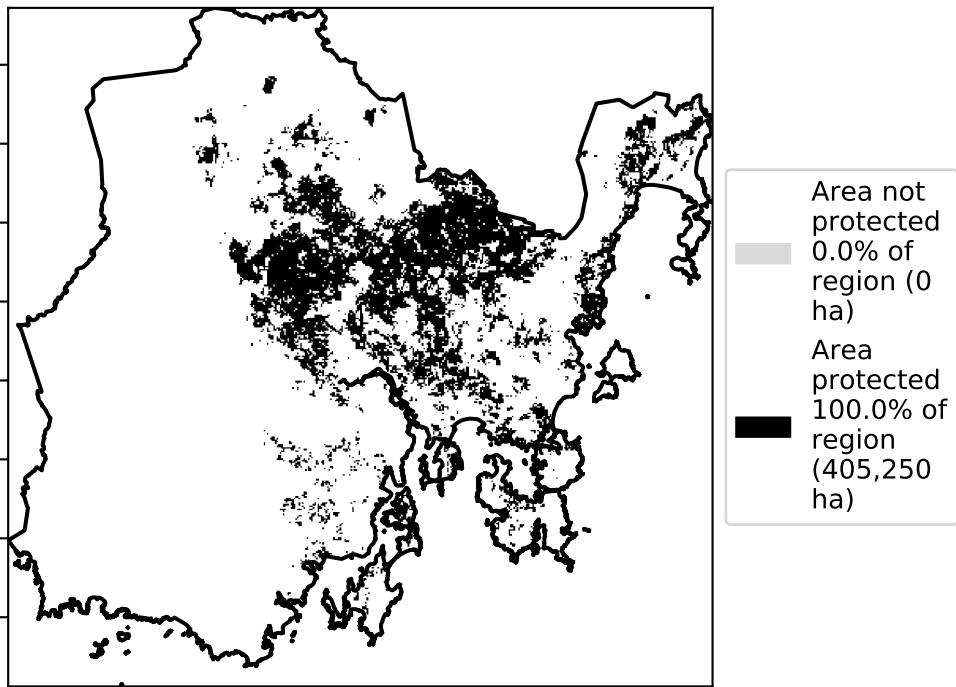 Area not
protected
0.0% of
region (0
ha)
Area
protected
100.0% of
region
(405,250
ha)